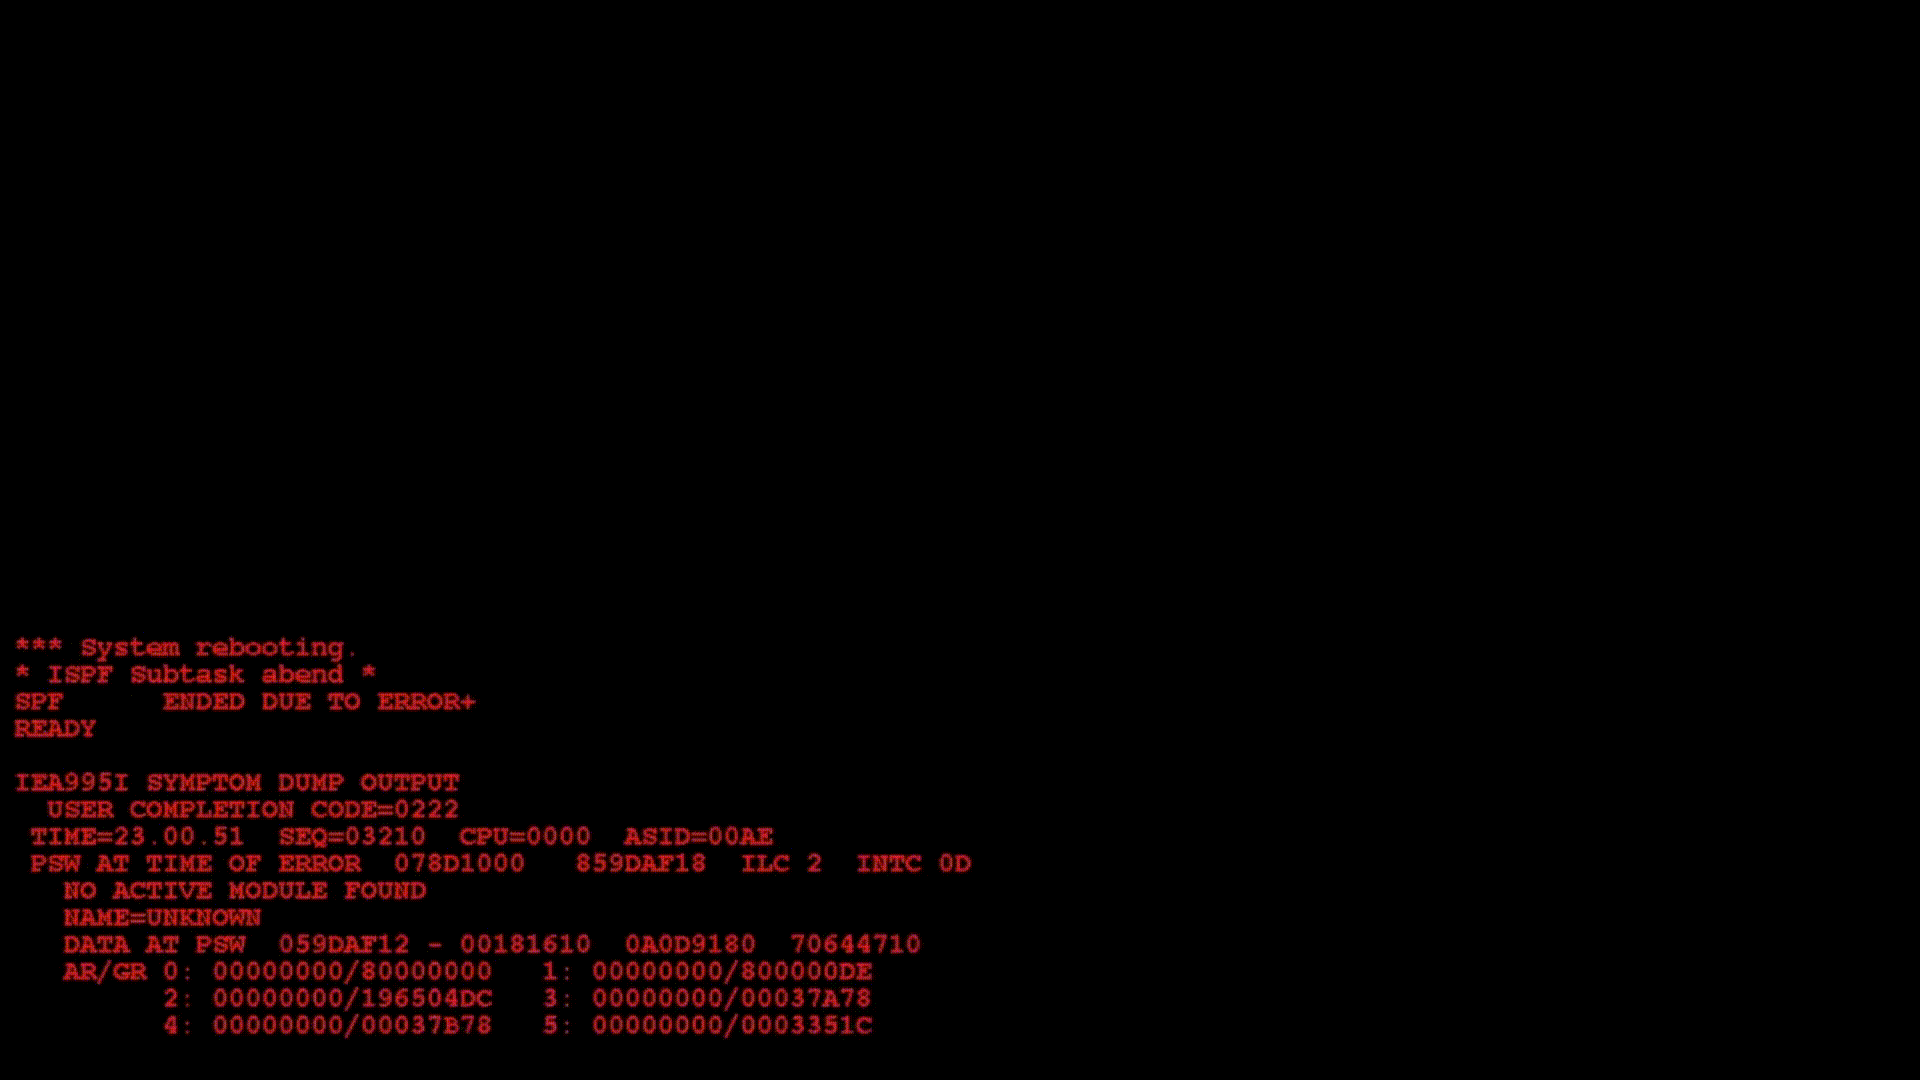 *** System rebooting.
* ISPF Subtask abend *
SPF      ENDED DUE TO ERROR+
READY

IEA995I SYMPTOM DUMP OUTPUT
  USER COMPLETION CODE=0222
 TIME=23.00.51  SEQ=03210  CPU=0000  ASID=00AE
 PSW AT TIME OF ERROR  078D1000   859DAF18  ILC 2  INTC 0D
   NO ACTIVE MODULE FOUND
   NAME=UNKNOWN
   DATA AT PSW  059DAF12 - 00181610  0A0D9180  70644710
   AR/GR 0: 00000000/80000000   1: 00000000/800000DE
         2: 00000000/196504DC   3: 00000000/00037A78
         4: 00000000/00037B78   5: 00000000/0003351C